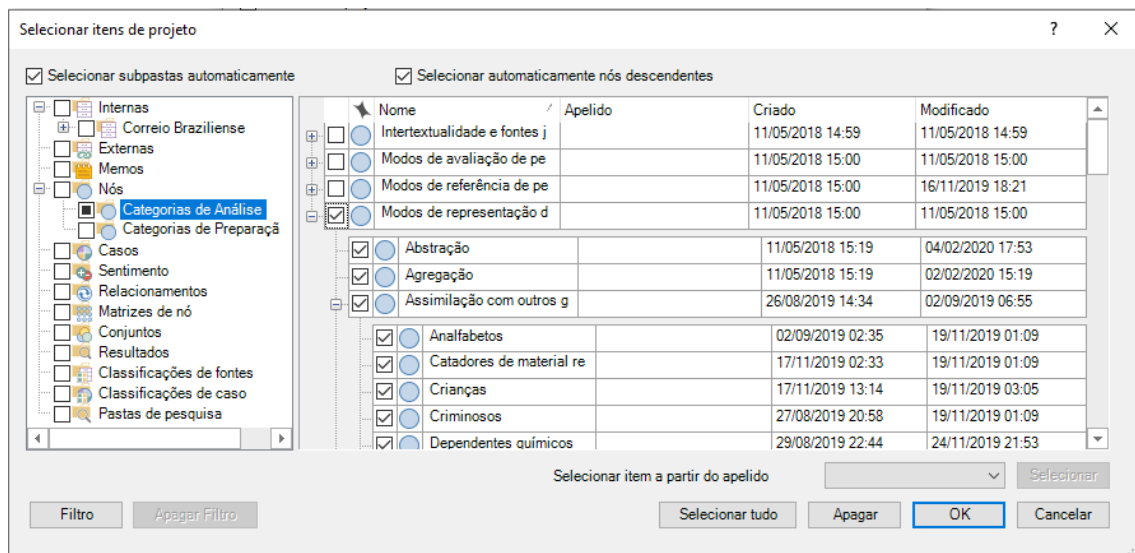 Selecionar itens de projeto ? ×
Selecionar subpastas automaticamente Selecionar automaticamente nós descendentes
Internas
Correio Braziliense
Externas
Memos
Nós
Categorias de Análise
Categorias de Preparaçã
Casos
Sentimento
Relacionamentos
Matrizes de nó
Conjuntos
Resultados
Classificações de fontes
Classificações de caso
Pastas de pesquisa
Nome / Apelido Criado Modificado
Intertextualidade e fontes j 11/05/2018 14:59 11/05/2018 14:59
Modos de avaliação de pe 11/05/2018 15:00 11/05/2018 15:00
Modos de referência de pe 11/05/2018 15:00 16/11/2019 18:21
Modos de representação d 11/05/2018 15:00 11/05/2018 15:00
Abstração 11/05/2018 15:19 04/02/2020 17:53
Agregação 11/05/2018 15:19 02/02/2020 15:19
Assimilação com outros g 26/08/2019 14:34 02/09/2019 06:55
Analfabetos 02/09/2019 02:35 19/11/2019 01:09
Catadores de material re 17/11/2019 02:33 19/11/2019 01:09
Crianças 17/11/2019 13:14 19/11/2019 03:05
Criminosos 27/08/2019 20:58 19/11/2019 01:09
Dependentes químicos 29/08/2019 22:44 24/11/2019 21:53
Selecionar item a partir do apelido Selecionar
Filtro Apagar Filtro Selecionar tudo Apagar OK Cancelar